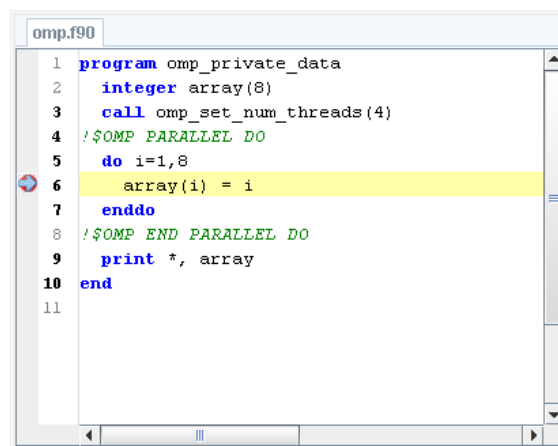 omp.f90
1 program omp_private_data
2   integer array(8)
3   call omp_set_num_threads(4)
4 !$OMP PARALLEL DO
5   do i=1,8
6     array(i) = i
7   enddo
8 !$OMP END PARALLEL DO
9   print *, array
10 end
11